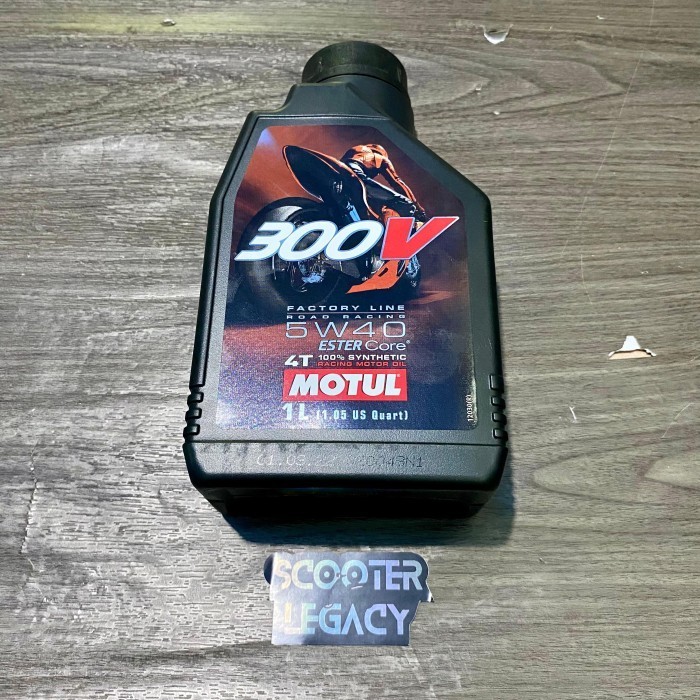 300V
FACTORY LINE
ROAD RACING
5W40
ESTER Core®
4T 100% SYNTHETIC
RACING MOTOR OIL
MOTUL
1L (1.05 US Quart)
SCOOTER
LEGACY